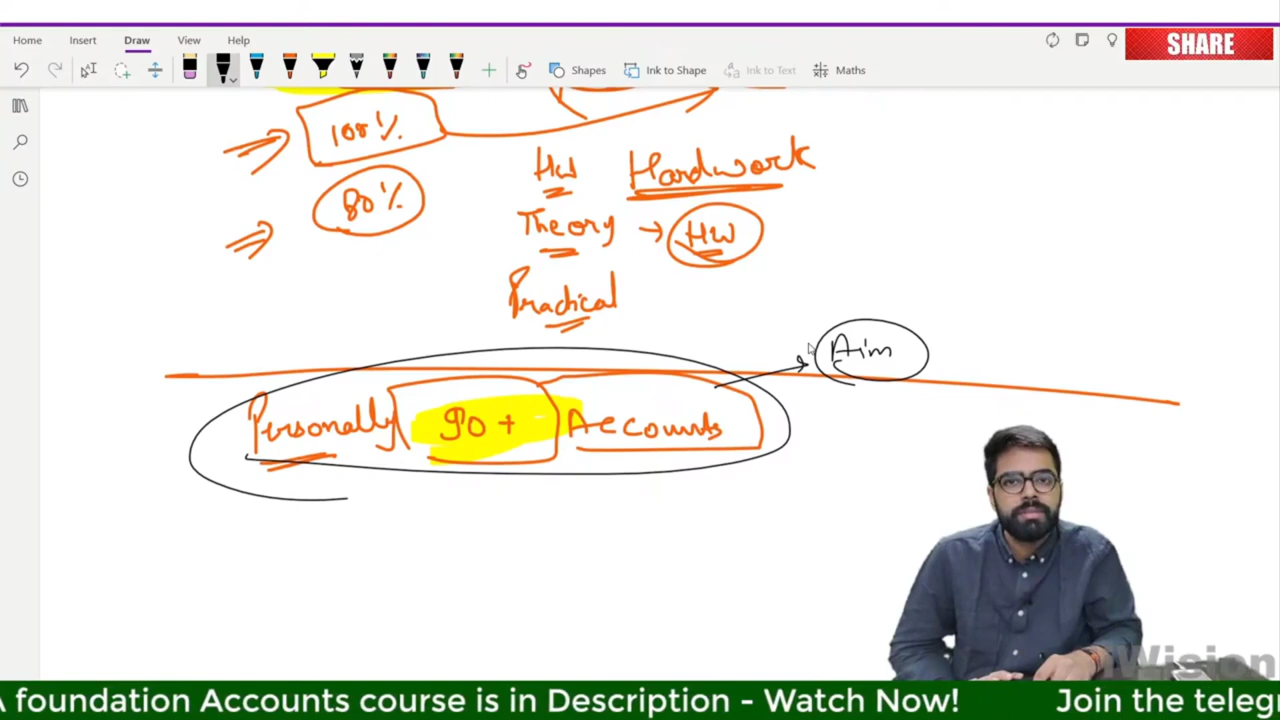 Home Insert Draw View Help
SHARE
Shapes Ink to Shape Ink to Text Maths
100%
HW Hardwork
80%
Theory → HW
Practical
Aim
Personally 90+ Accounts
Wision
A foundation Accounts course is in Description - Watch Now! Join the teleg